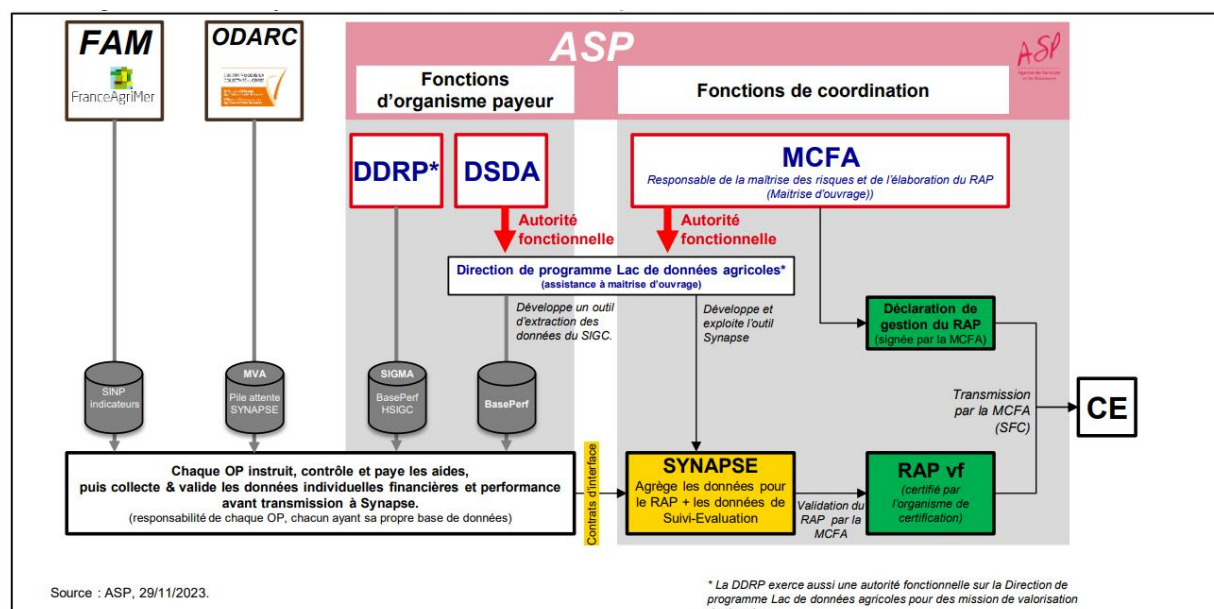 FAM
FranceAgriMer
ODARC
ASP
ASP
Fonctions
d'organisme payeur
Fonctions de coordination
DDRP*
DSDA
MCFA
Responsable de la maîtrise des risques et de l'élaboration du RAP
(Maitrise d'ouvrage))
Autorité
fonctionnelle
Autorité
fonctionnelle
Direction de programme Lac de données agricoles*
(assistance à maitrise d'ouvrage)
Développe un outil
d'extraction des
données du SIGC.
Développe et
exploite l'outil
Synapse
Déclaration de
gestion du RAP
(signée par la MCFA)
SINP
indicateurs
MVA
Pile attente
SYNAPSE
SIGMA
BasePerf
HSIGC
BasePerf
Transmission
par la MCFA
(SFC)
CE
Chaque OP instruit, contrôle et paye les aides,
puis collecte & valide les données individuelles financières et performance
avant transmission à Synapse.
(responsabilité de chaque OP, chacun ayant sa propre base de données)
Contrats d'interface
SYNAPSE
Agrège les données pour
le RAP + les données de
Suivi-Evaluation
Validation du
RAP par la
MCFA
RAP vf
(certifié par
l'organisme de
certification)
Source : ASP, 29/11/2023.
* La DDRP exerce aussi une autorité fonctionnelle sur la Direction de
programme Lac de données agricoles pour des mission de valorisation